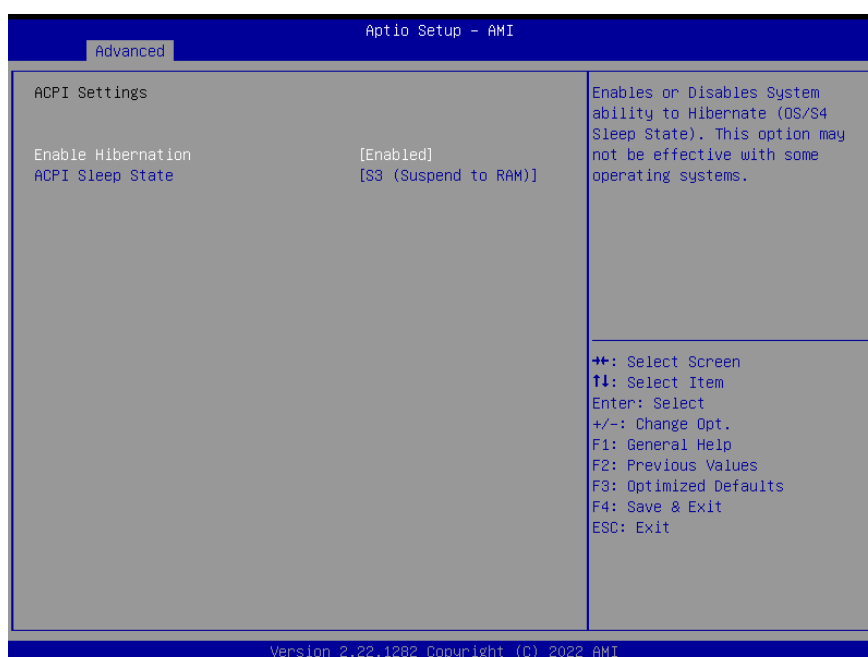 Aptio Setup - AMI
Advanced
ACPI Settings
Enable Hibernation [Enabled]
ACPI Sleep State [S3 (Suspend to RAM)]
Enables or Disables System
ability to Hibernate (OS/S4
Sleep State). This option may
not be effective with some
operating systems.
→←: Select Screen
↑↓: Select Item
Enter: Select
+/-: Change Opt.
F1: General Help
F2: Previous Values
F3: Optimized Defaults
F4: Save & Exit
ESC: Exit
Version 2.22.1282 Copyright (C) 2022 AMI